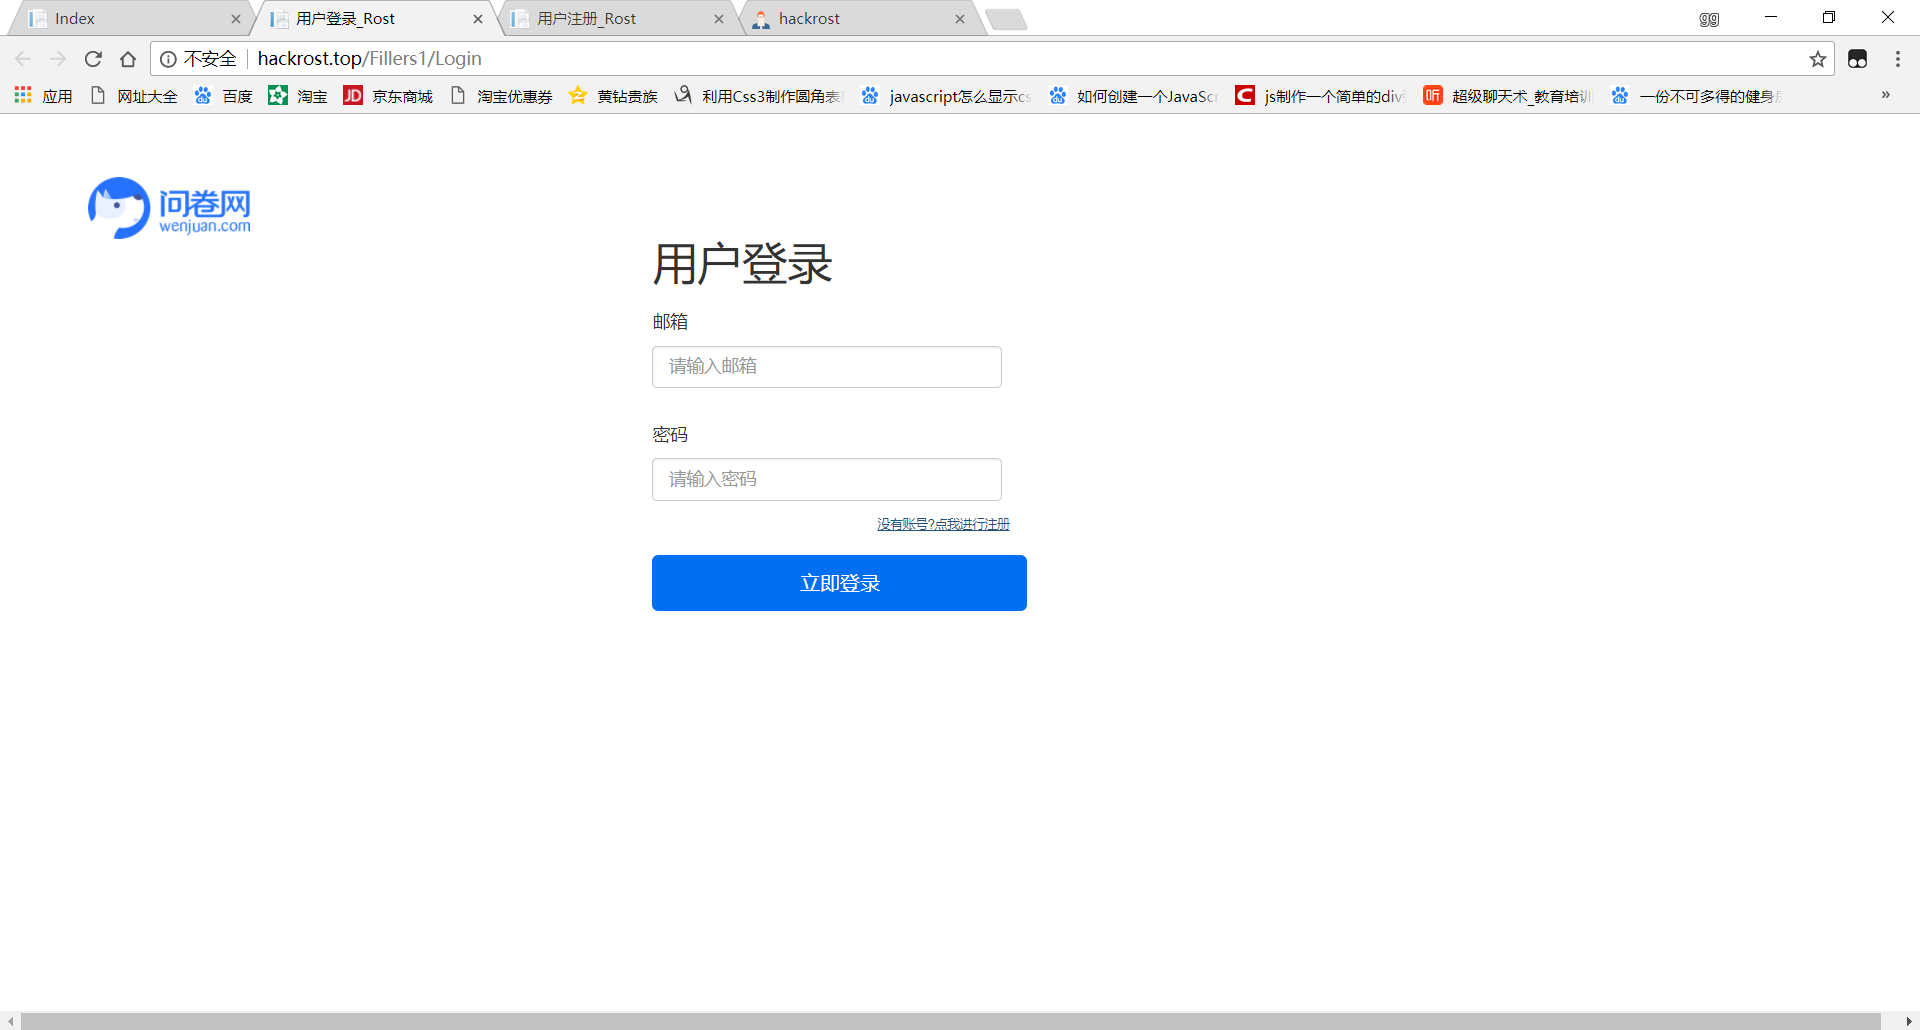 Index
用户登录_Rost
用户注册_Rost
hackrost
gg
不安全
hackrost.top/Fillers1/Login
应用
网址大全
百度
淘宝
JD
京东商城
淘宝优惠券
黄钻贵族
利用Css3制作圆角表
javascript怎么显示cs
如何创建一个JavaScr
js制作一个简单的div
听
超级聊天术_教育培训
一份不可多得的健身
»
问卷网
wenjuan.com
用户登录
邮箱
请输入邮箱
密码
请输入密码
没有账号?点我进行注册
立即登录